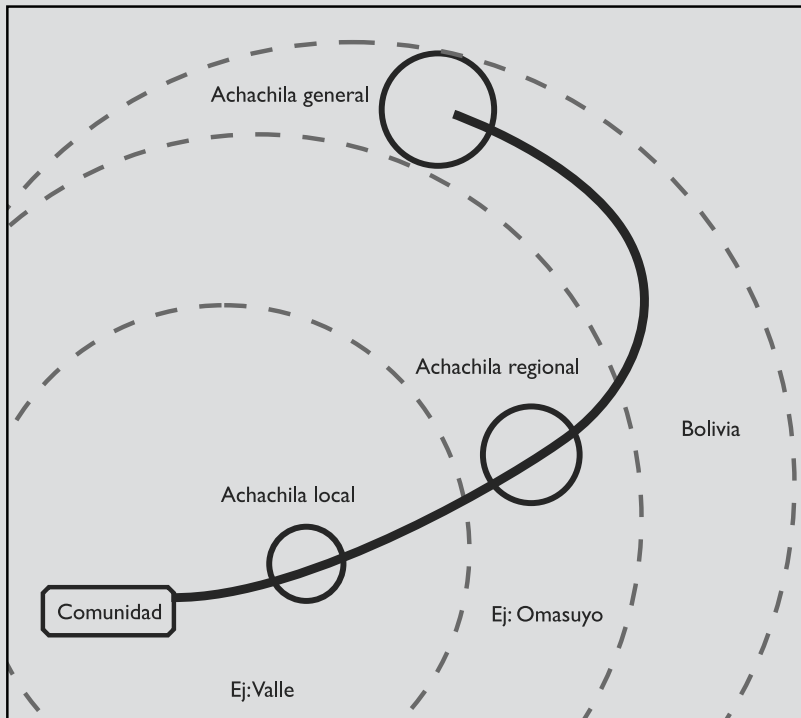 Achachila general
Achachila regional
Bolivia
Achachila local
Comunidad
Ej: Omasuyo
Ej:Valle